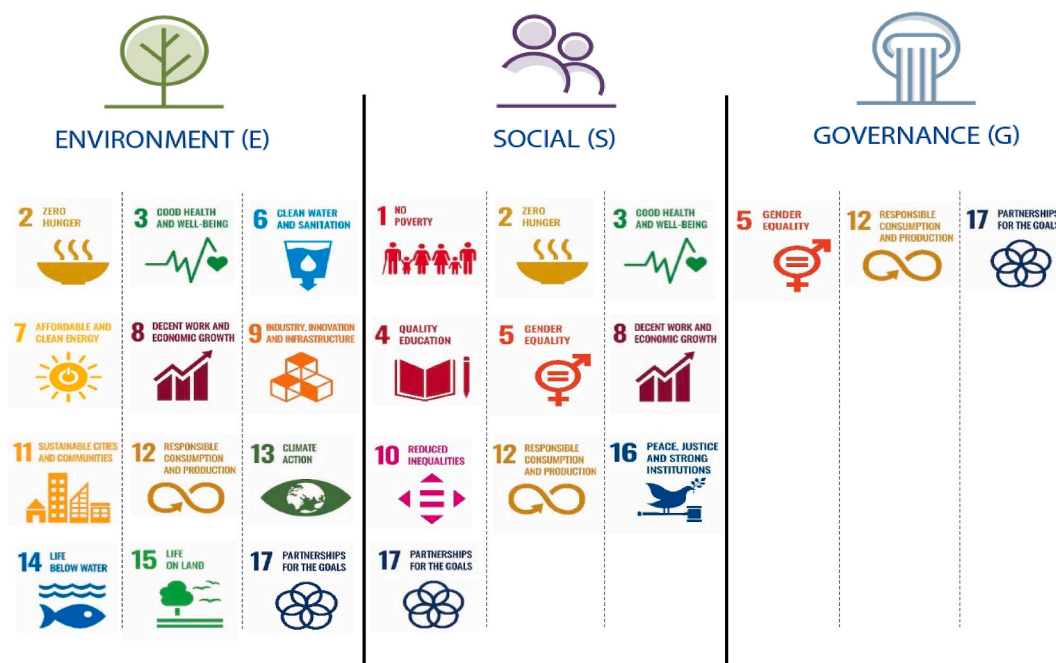 ENVIRONMENT (E)
2 ZERO
HUNGER
3 GOOD HEALTH
AND WELL-BEING
6 CLEAN WATER
AND SANITATION
7 AFFORDABLE AND
CLEAN ENERGY
8 DECENT WORK AND
ECONOMIC GROWTH
9 INDUSTRY, INNOVATION
AND INFRASTRUCTURE
11 SUSTAINABLE CITIES
AND COMMUNITIES
12 RESPONSIBLE
CONSUMPTION
AND PRODUCTION
13 CLIMATE
ACTION
14 LIFE
BELOW WATER
15 LIFE
ON LAND
17 PARTNERSHIPS
FOR THE GOALS
SOCIAL (S)
1 NO
POVERTY
2 ZERO
HUNGER
3 GOOD HEALTH
AND WELL-BEING
4 QUALITY
EDUCATION
5 GENDER
EQUALITY
8 DECENT WORK AND
ECONOMIC GROWTH
10 REDUCED
INEQUALITIES
12 RESPONSIBLE
CONSUMPTION
AND PRODUCTION
16 PEACE, JUSTICE
AND STRONG
INSTITUTIONS
17 PARTNERSHIPS
FOR THE GOALS
GOVERNANCE (G)
5 GENDER
EQUALITY
12 RESPONSIBLE
CONSUMPTION
AND PRODUCTION
17 PARTNERSHIPS
FOR THE GOALS